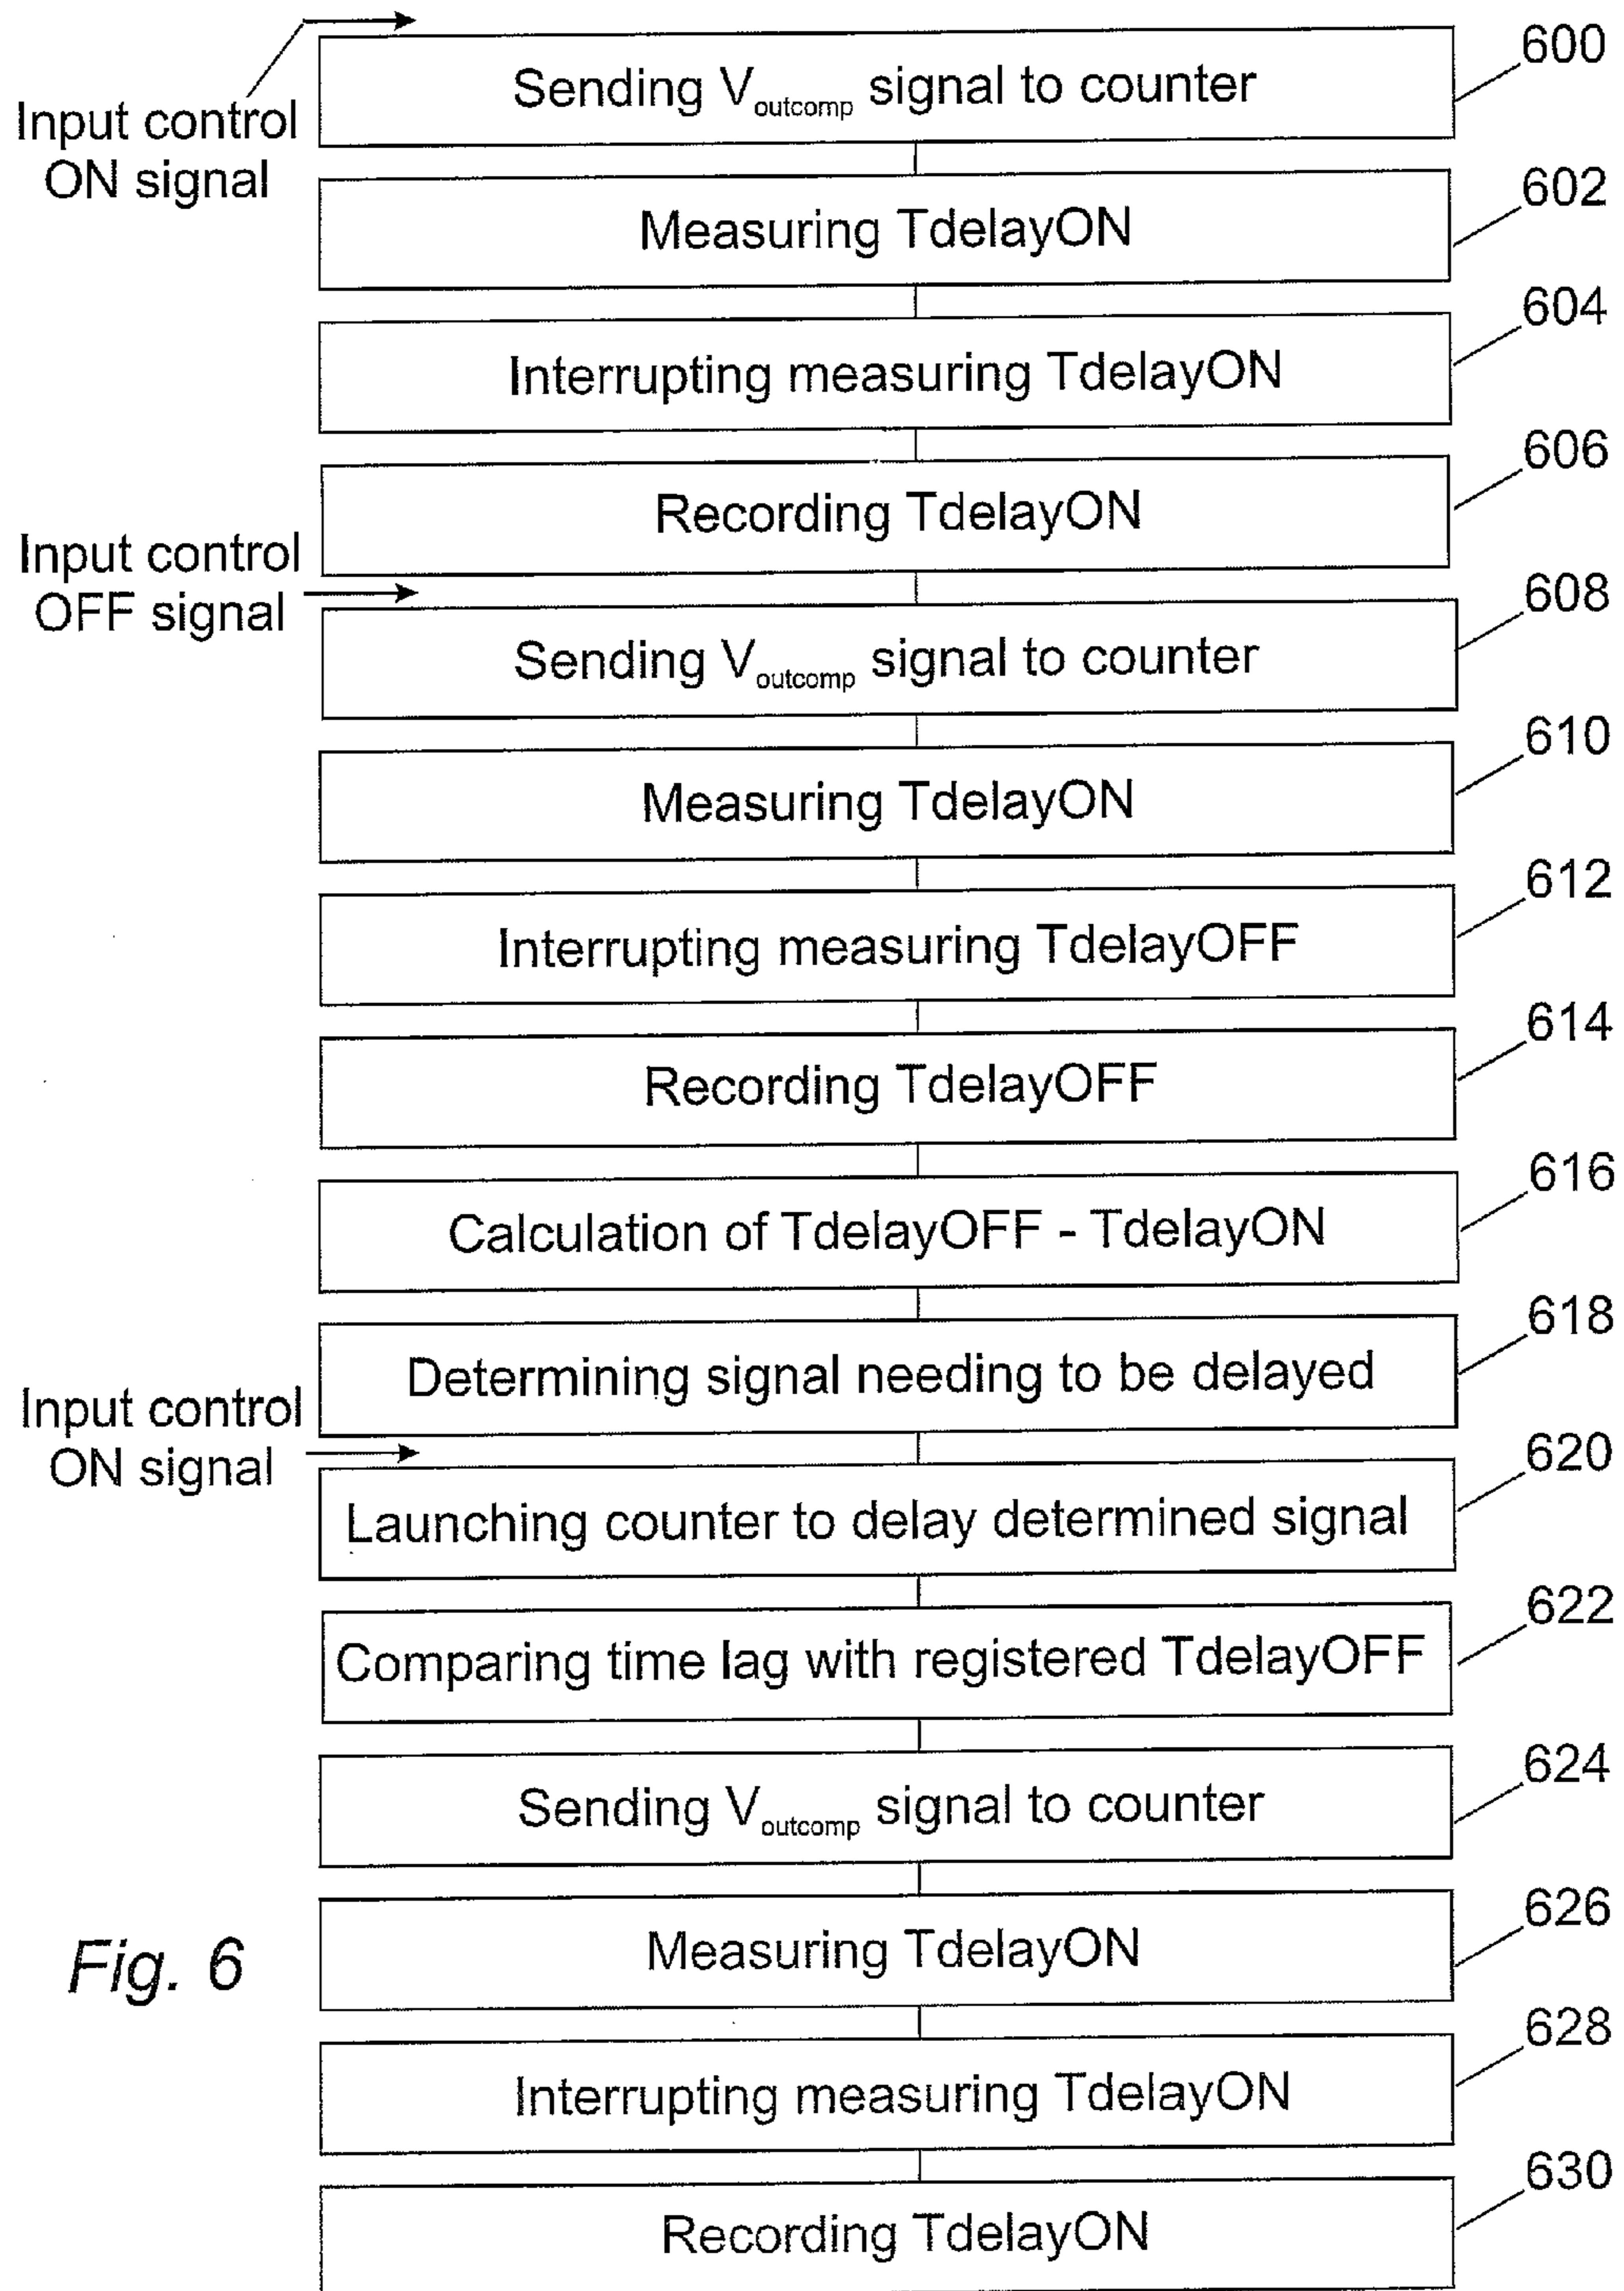 600
Sending Voutcomp signal to counter
Input control
ON signal
602
Measuring TdelayON
604
Interrupting measuring TdelayON
606
Recording TdelayON
Input control
OFF signal
608
Sending Voutcomp signal to counter
610
Measuring TdelayON
612
Interrupting measuring TdelayOFF
614
Recording TdelayOFF
616
Calculation of TdelayOFF - TdelayON
618
Determining signal needing to be delayed
Input control
ON signal
620
Launching counter to delay determined signal
622
Comparing time lag with registered TdelayOFF
624
Sending Voutcomp signal to counter
626
Measuring TdelayON
Fig. 6
628
Interrupting measuring TdelayON
630
Recording TdelayON